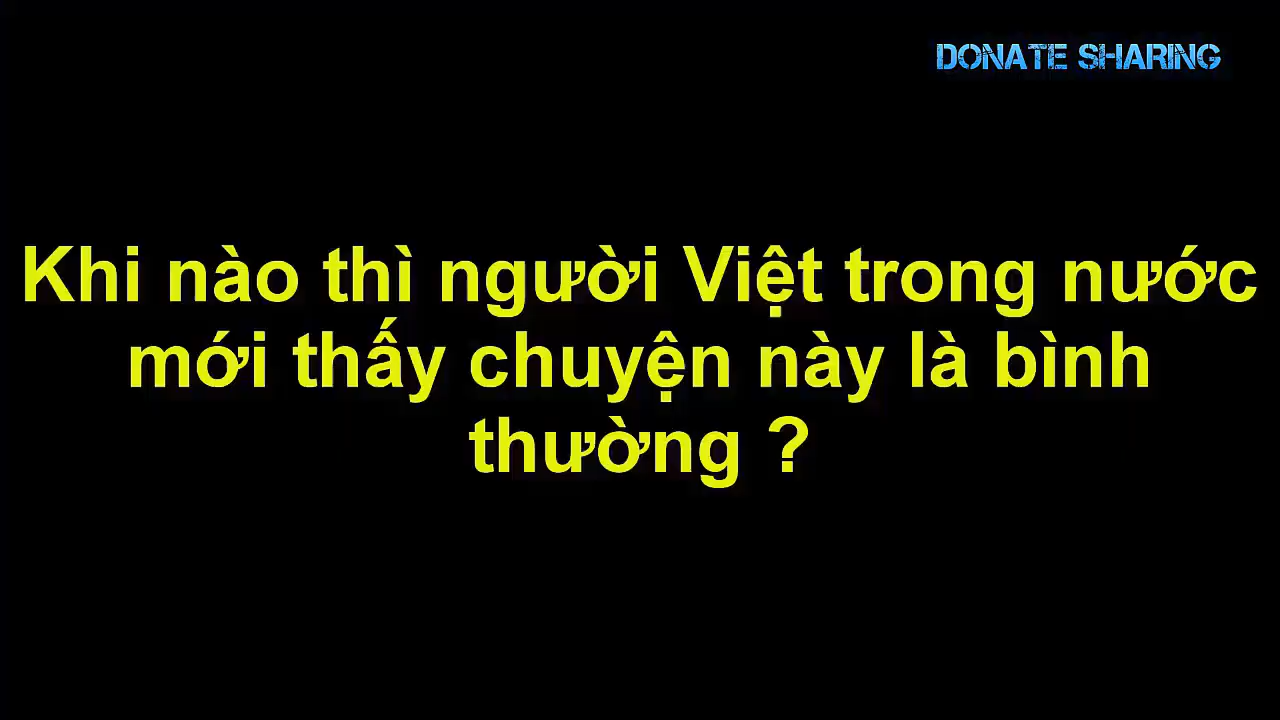 DONATE SHARING
Khi nào thì người Việt trong nước
mới thấy chuyện này là bình
thường ?